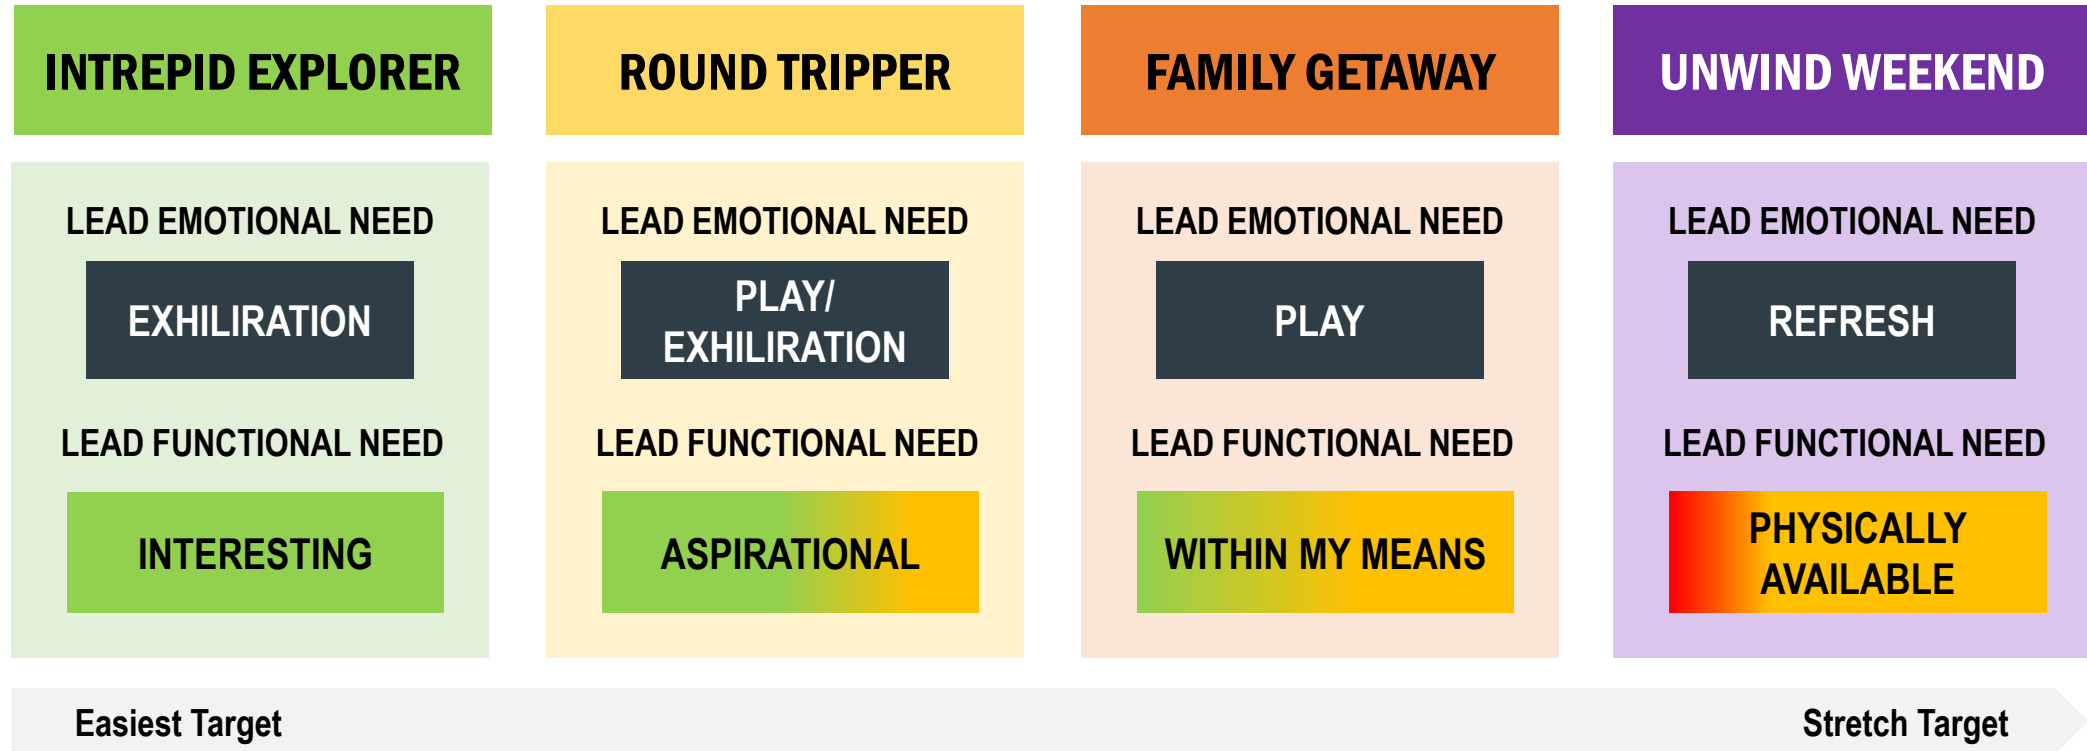 INTREPID EXPLORER
ROUND TRIPPER
FAMILY GETAWAY
UNWIND WEEKEND
LEAD EMOTIONAL NEED
EXHILIRATION
LEAD FUNCTIONAL NEED
INTERESTING
LEAD EMOTIONAL NEED
PLAY/
EXHILIRATION
LEAD FUNCTIONAL NEED
ASPIRATIONAL
LEAD EMOTIONAL NEED
PLAY
LEAD FUNCTIONAL NEED
WITHIN MY MEANS
LEAD EMOTIONAL NEED
REFRESH
LEAD FUNCTIONAL NEED
PHYSICALLY
AVAILABLE
Easiest Target
Stretch Target